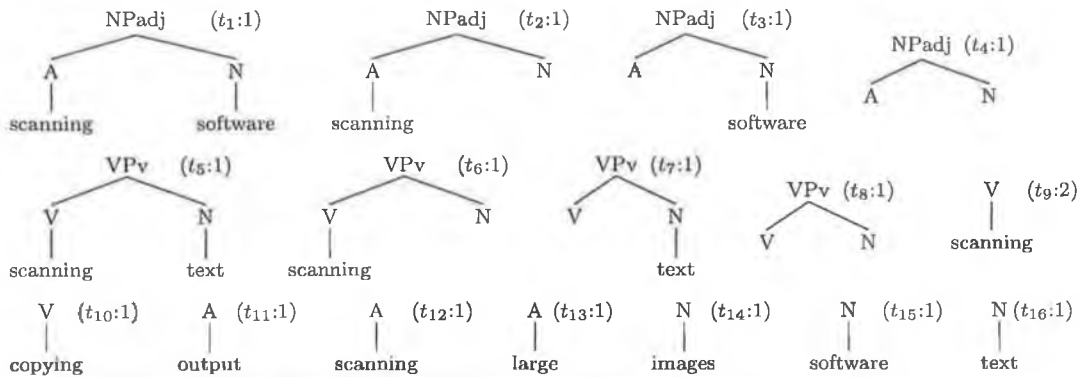 NPadj (t1:1) NPadj (t2:1) NPadj (t3:1) NPadj (t4:1)
A N A N A N A N
scanning software scanning software
VPv (t5:1) VPv (t6:1) VPv (t7:1) VPv (t8:1) V (t9:2)
V N V N V N V N scanning
scanning text scanning text
V (t10:1) A (t11:1) A (t12:1) A (t13:1) N (t14:1) N (t15:1) N (t16:1)
copying output scanning large images software text